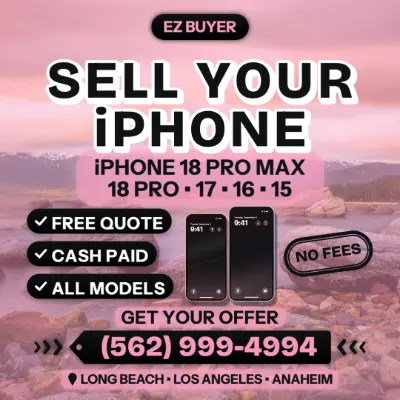 EZ BUYER
SELL YOUR
iPHONE
iPHONE 18 PRO MAX
18 PRO ▪ 17 ▪ 16 ▪ 15
FREE QUOTE
CASH PAID
ALL MODELS
9:41
9:41
NO FEES
GET YOUR OFFER
(562) 999-4994
LONG BEACH ▪ LOS ANGELES ▪ ANAHEIM